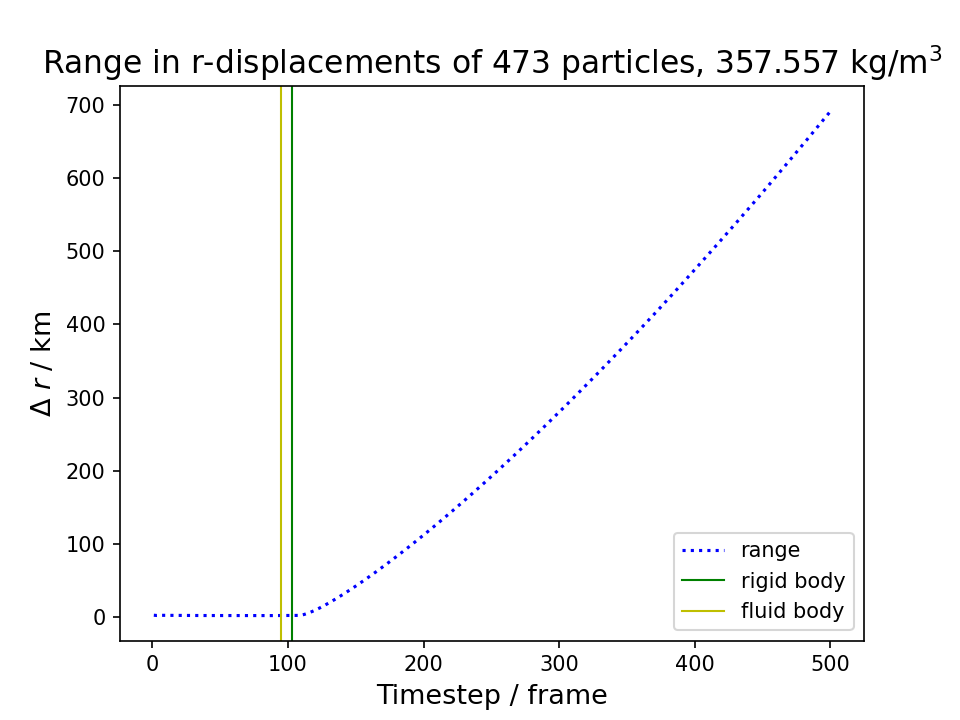 Range in r-displacements of 473 particles, 357.557 kg/m³
700
600
500
400
300
200
100
0
Δ r / km
0 100 200 300 400 500
Timestep / frame
range
rigid body
fluid body